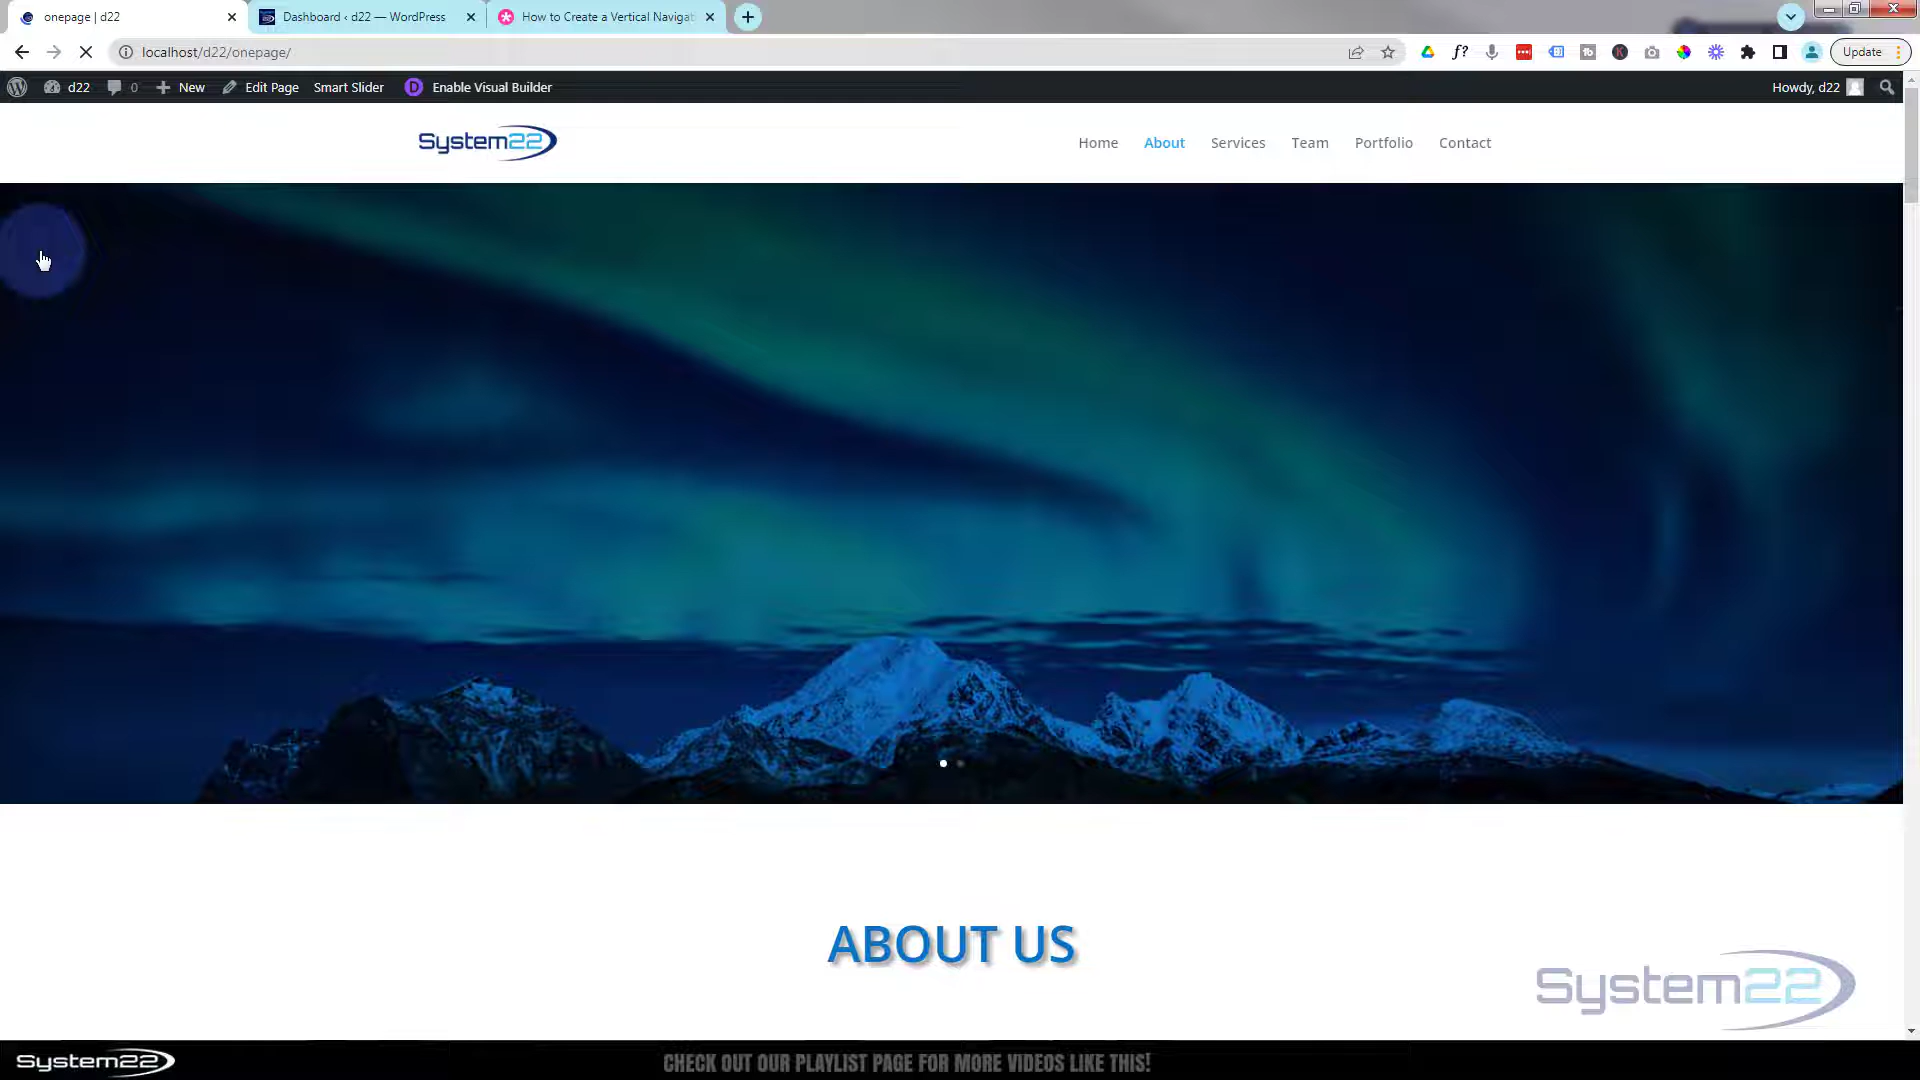 onepage | d22
Dashboard ‹ d22 — WordPress
How to Create a Vertical Navigat
localhost/d22/onepage/
f?
Update
d22
0
New
Edit Page
Smart Slider
D
Enable Visual Builder
Howdy, d22
System22
Home
About
Services
Team
Portfolio
Contact
ABOUT US
System22
System22
CHECK OUT OUR PLAYLIST PAGE FOR MORE VIDEOS LIKE THIS!